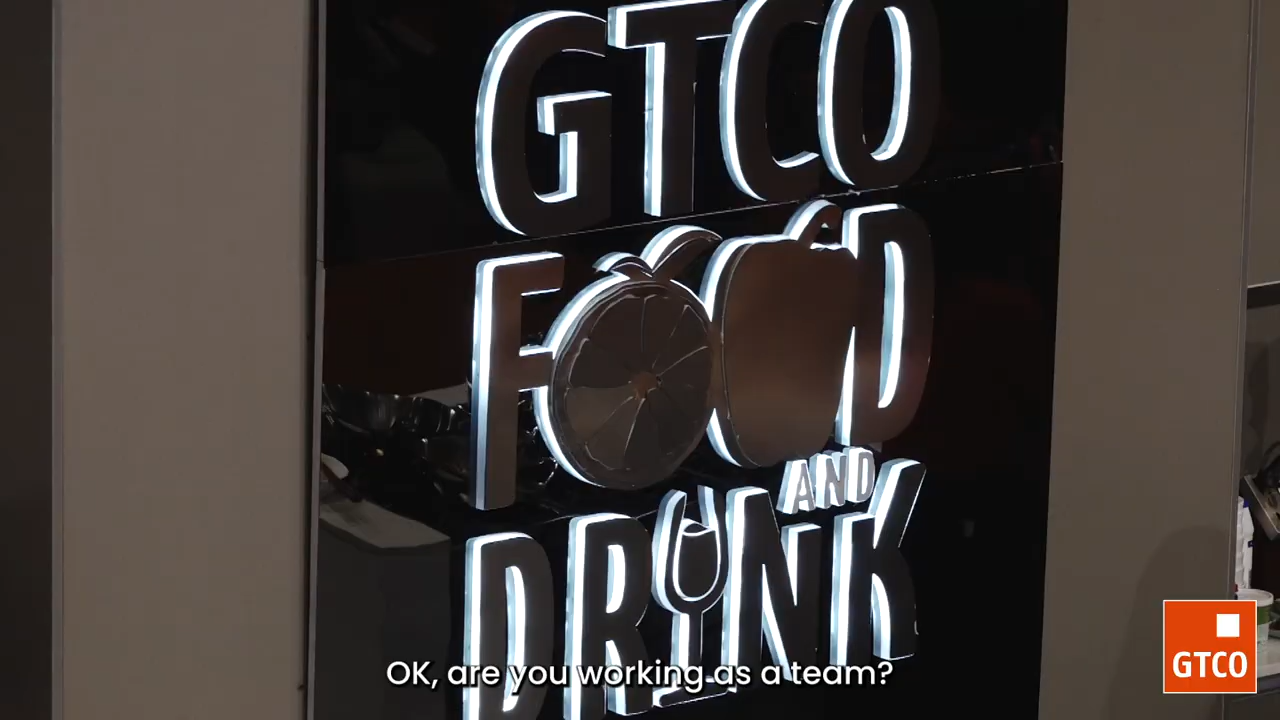 GTCO
FOOD
AND
DRINK
OK, are you working as a team?
GTCO